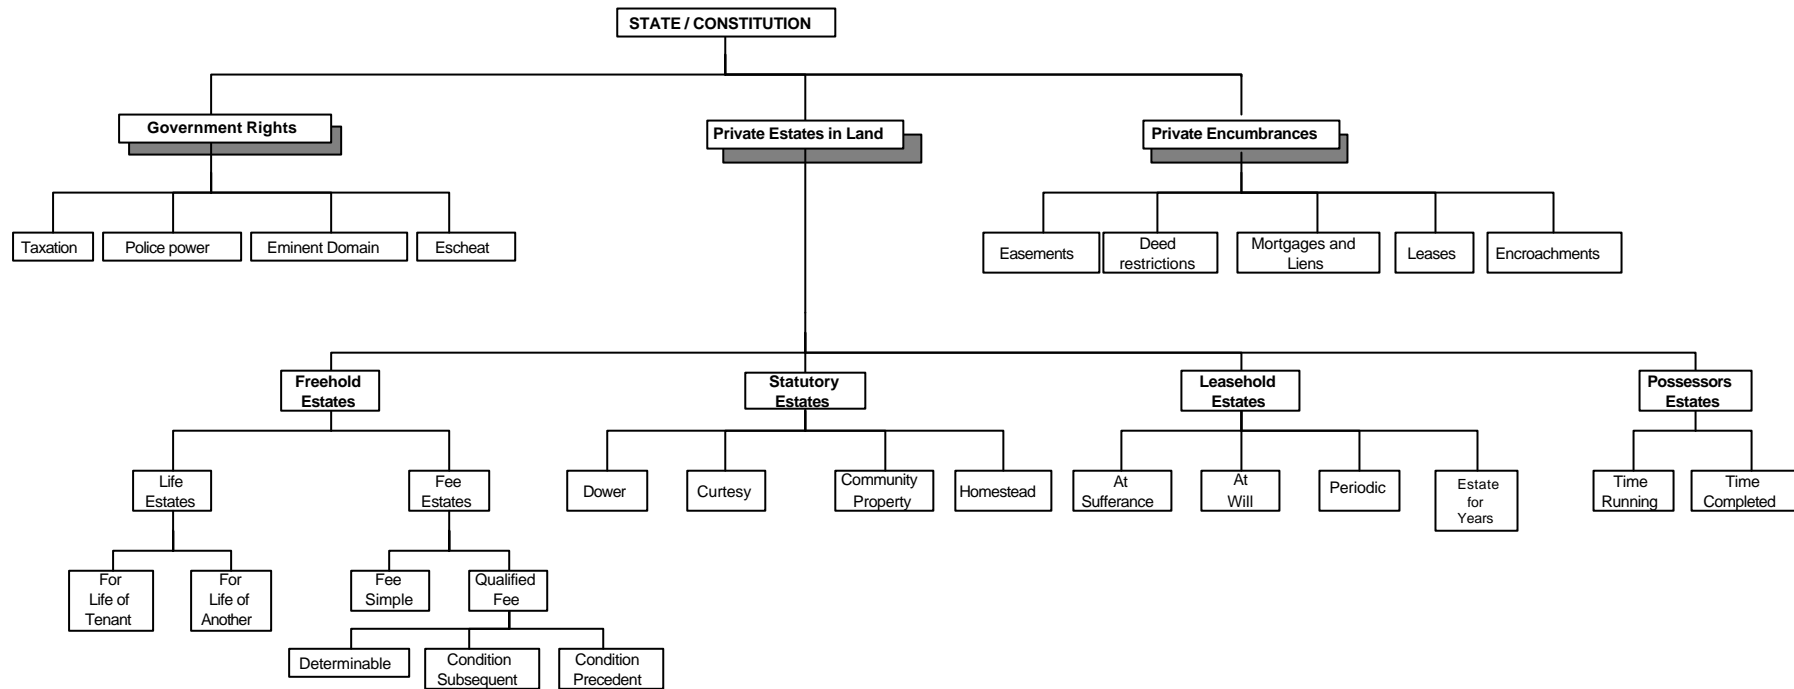 STATE / CONSTITUTION
Government Rights
Private Estates in Land
Private Encumbrances
Taxation
Police power
Eminent Domain
Escheat
Easements
Deed
restrictions
Mortgages and
Liens
Leases
Encroachments
Freehold
Estates
Statutory
Estates
Leasehold
Estates
Possessors
Estates
Life
Estates
Fee
Estates
Dower
Curtesy
Community
Property
Homestead
At
Sufferance
At
Will
Periodic
Estate
for
Years
Time
Running
Time
Completed
For
Life of
Tenant
For
Life of
Another
Fee
Simple
Qualified
Fee
Determinable
Condition
Subsequent
Condition
Precedent